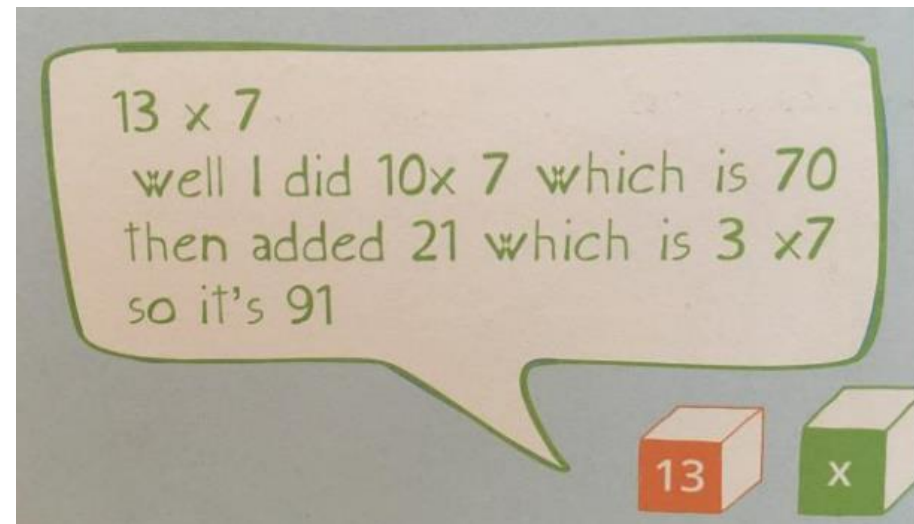 13 x 7
well I did 10x 7 which is 70
then added 21 which is 3 x7
so it's 91
13 x